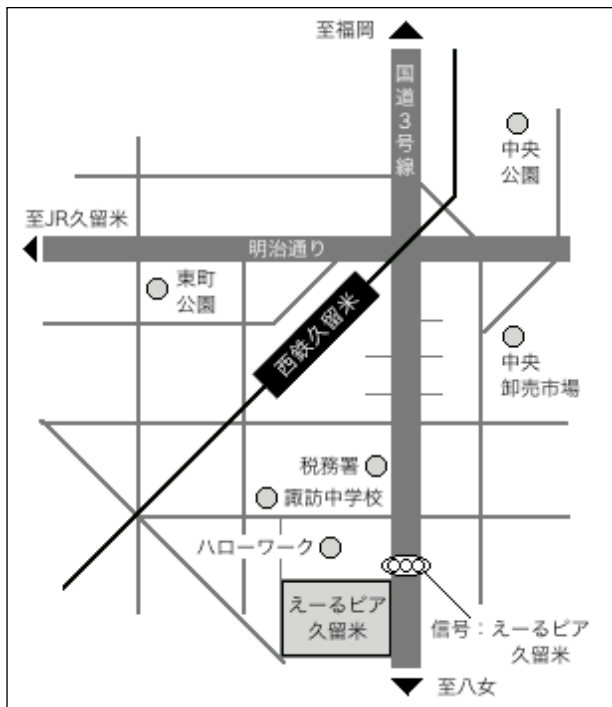 至福岡
国道3号線
中央
公園
至JR久留米
明治通り
東町
公園
西鉄久留米
中央
卸売市場
税務署
諏訪中学校
ハローワーク
えーるピア
久留米
信号：えーるピア
久留米
至八女